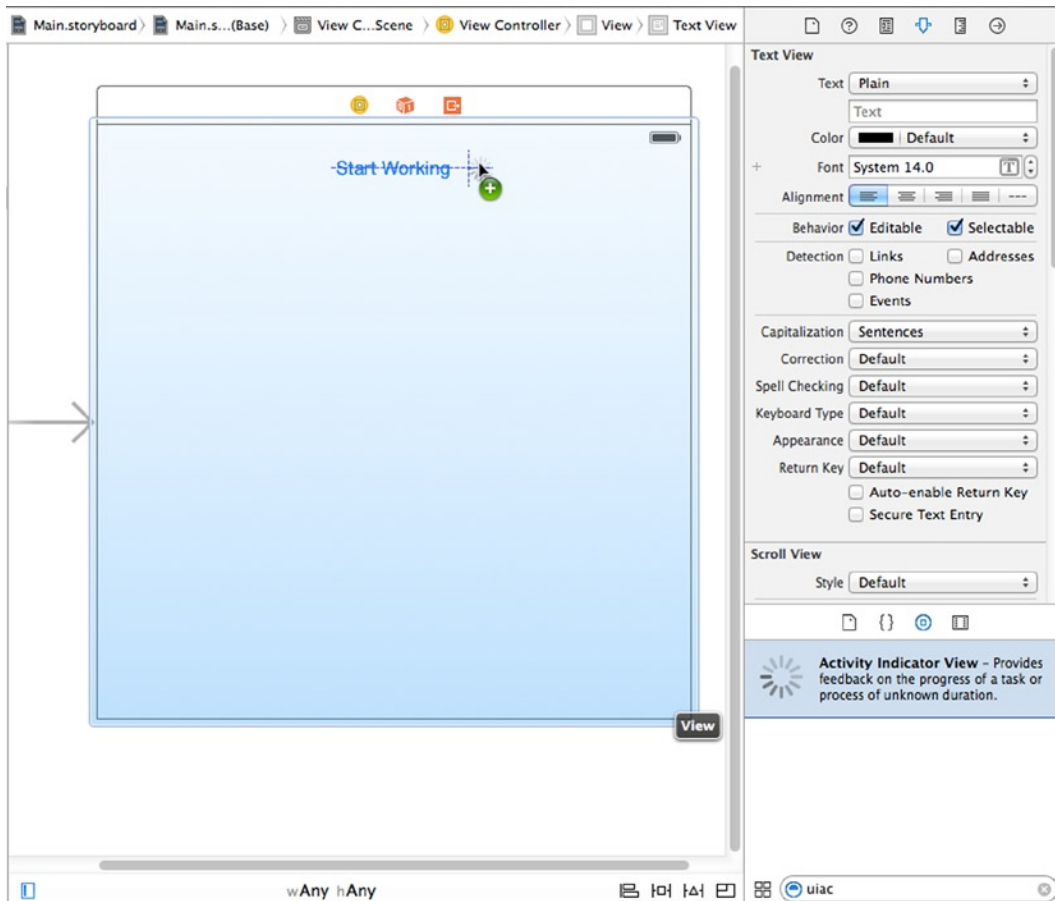 Main.storyboard Main.s...(Base) View C...Scene View Controller View Text View
Start Working
View
wAny hAny
Text View
Text Plain
Text
Color Default
Font System 14.0
Alignment
Behavior Editable Selectable
Detection Links Addresses
Phone Numbers
Events
Capitalization Sentences
Correction Default
Spell Checking Default
Keyboard Type Default
Appearance Default
Return Key Default
Auto-enable Return Key
Secure Text Entry
Scroll View
Style Default
Activity Indicator View – Provides
feedback on the progress of a task or
process of unknown duration.
uiac